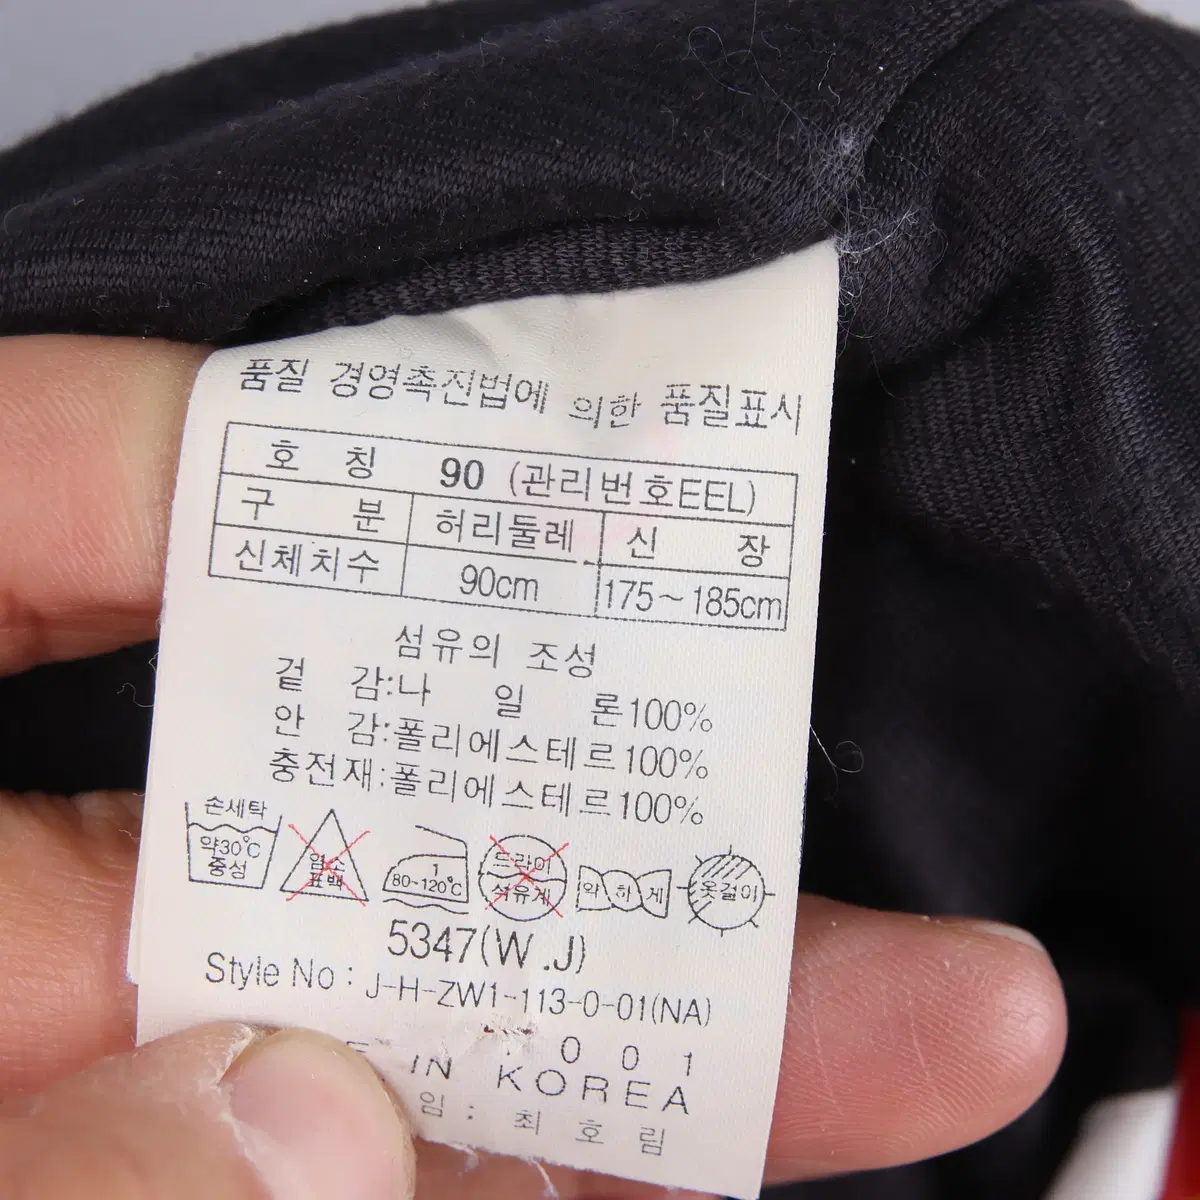 품질 경영촉진법에 의한 품질표시
호 칭 90 (관리번호EEL)
구 분 허리둘레 신 장
신체치수 90cm 175~185cm
섬유의 조성
겉 감:나 일 론100%
안 감:폴리에스테르100%
충전재:폴리에스테르100%
손세탁
약30°C
중성
염소
표백
1
80~120°C
드라이
석유계
약하게
옷걸이
5347(W.J)
Style No : J-H-ZW1-113-0-01(NA)
001
IN KOREA
임 : 최 호 림